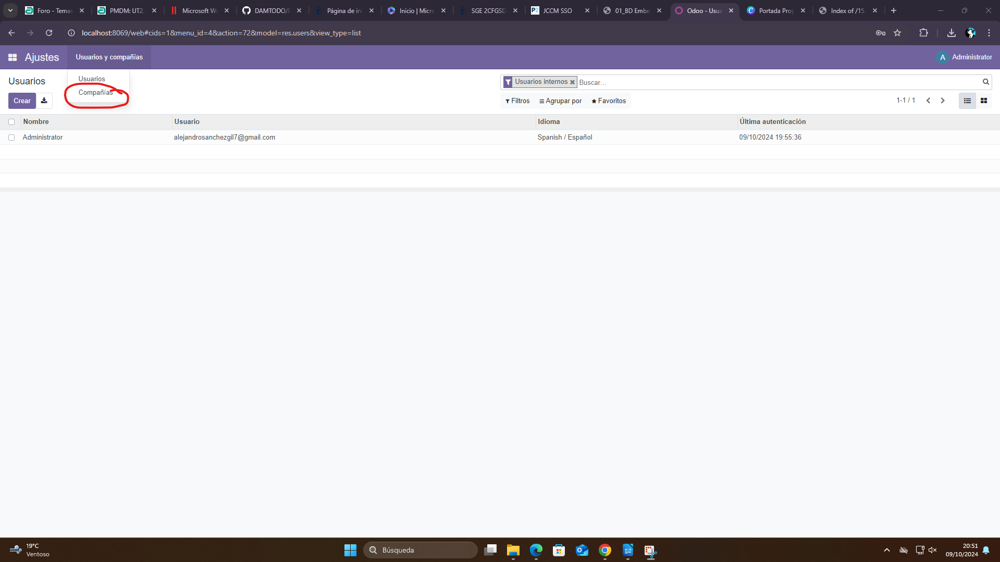 Foro - Temas
PMDM: UT2.
Microsoft Wo
DAMTODO/P
Página de ini
Inicio | Micro
SGE 2CFGSD
P2 JCCM SSO
01_BD Embe
Odoo - Usua
Portada Prop
Index of /15.
localhost:8069/web#cids=1&menu_id=4&action=72&model=res.users&view_type=list
Ajustes
Usuarios y compañías
A Administrator
Usuarios
Usuarios
Compañías
Usuarios internos
Buscar...
Crear
Filtros
Agrupar por
Favoritos
1-1 / 1
Nombre
Usuario
Idioma
Última autenticación
Administrator
alejandrosanchezgil7@gmail.com
Spanish / Español
09/10/2024 19:55:36
19°C
Ventoso
Búsqueda
20:51
09/10/2024